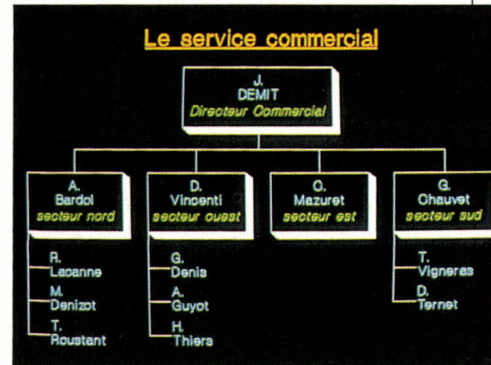 Le service commercial
J.
DEMIT
Directeur Commercial
A.
Bardol
secteur nord
D.
Vincenti
secteur ouest
O.
Mazuret
secteur est
G.
Chauvet
secteur sud
R.
Lacanne
M.
Denizot
T.
Roustant
G.
Denis
A.
Guyot
H.
Thiers
T.
Vigneras
D.
Ternet